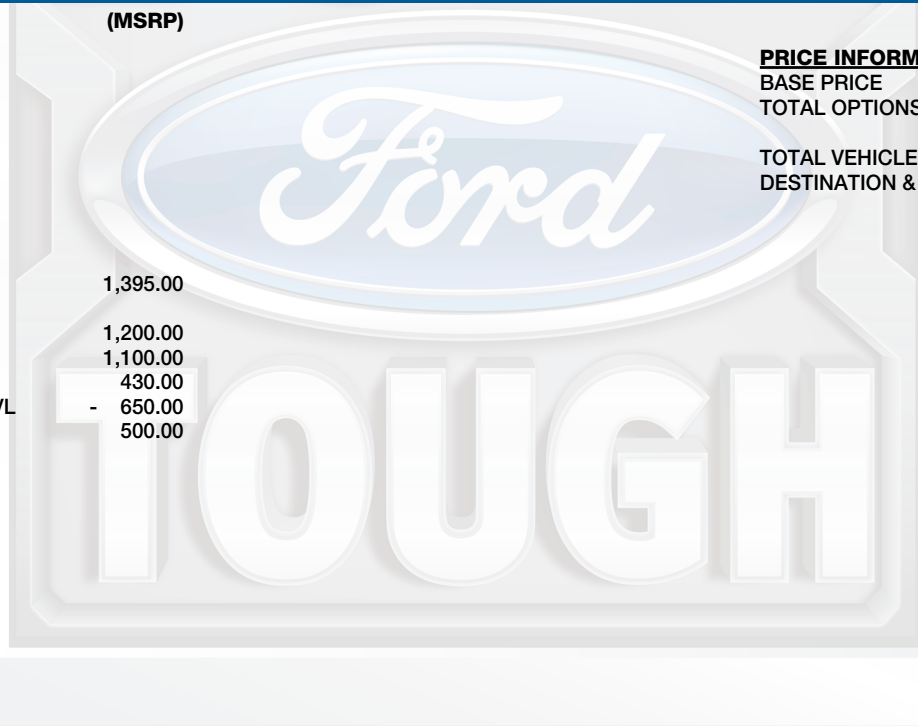 (MSRP)
PRICE INFORM
BASE PRICE
TOTAL OPTIONS
TOTAL VEHICLE
DESTINATION &
Ford
1,395.00
1,200.00
1,100.00
430.00
/L - 650.00
500.00
TOUGH